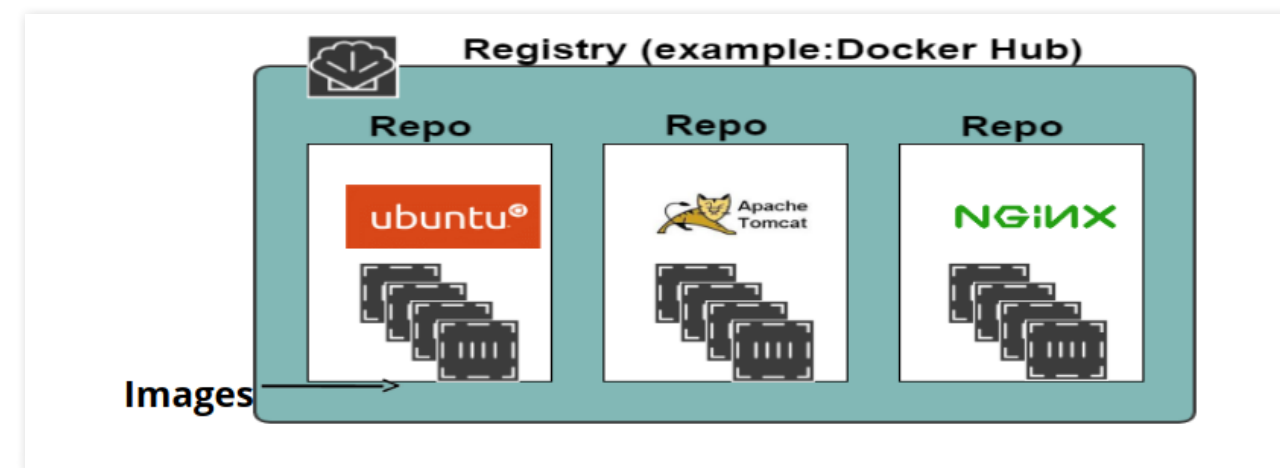 Registry (example:Docker Hub)
Repo
Repo
Repo
ubuntu
Apache
Tomcat
NGiNX
Images